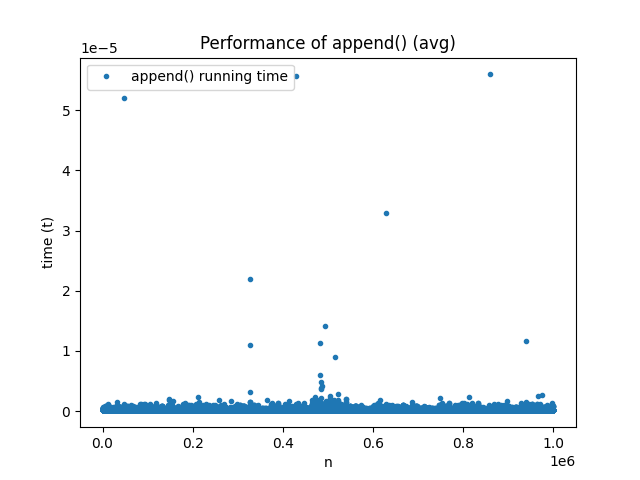 Performance of append() (avg)
1e−5
append() running time
5
4
3
2
1
0
time (t)
0.0 0.2 0.4 0.6 0.8 1.0
n
1e6